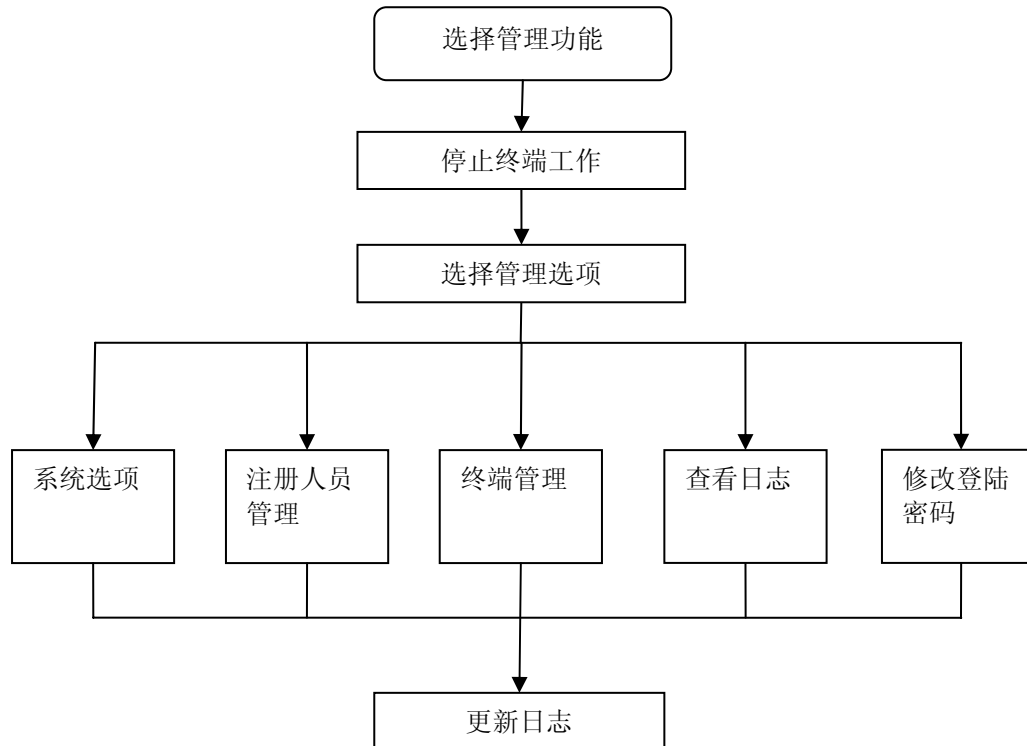 选择管理功能
停止终端工作
选择管理选项
系统选项
注册人员
管理
终端管理
查看日志
修改登陆
密码
更新日志